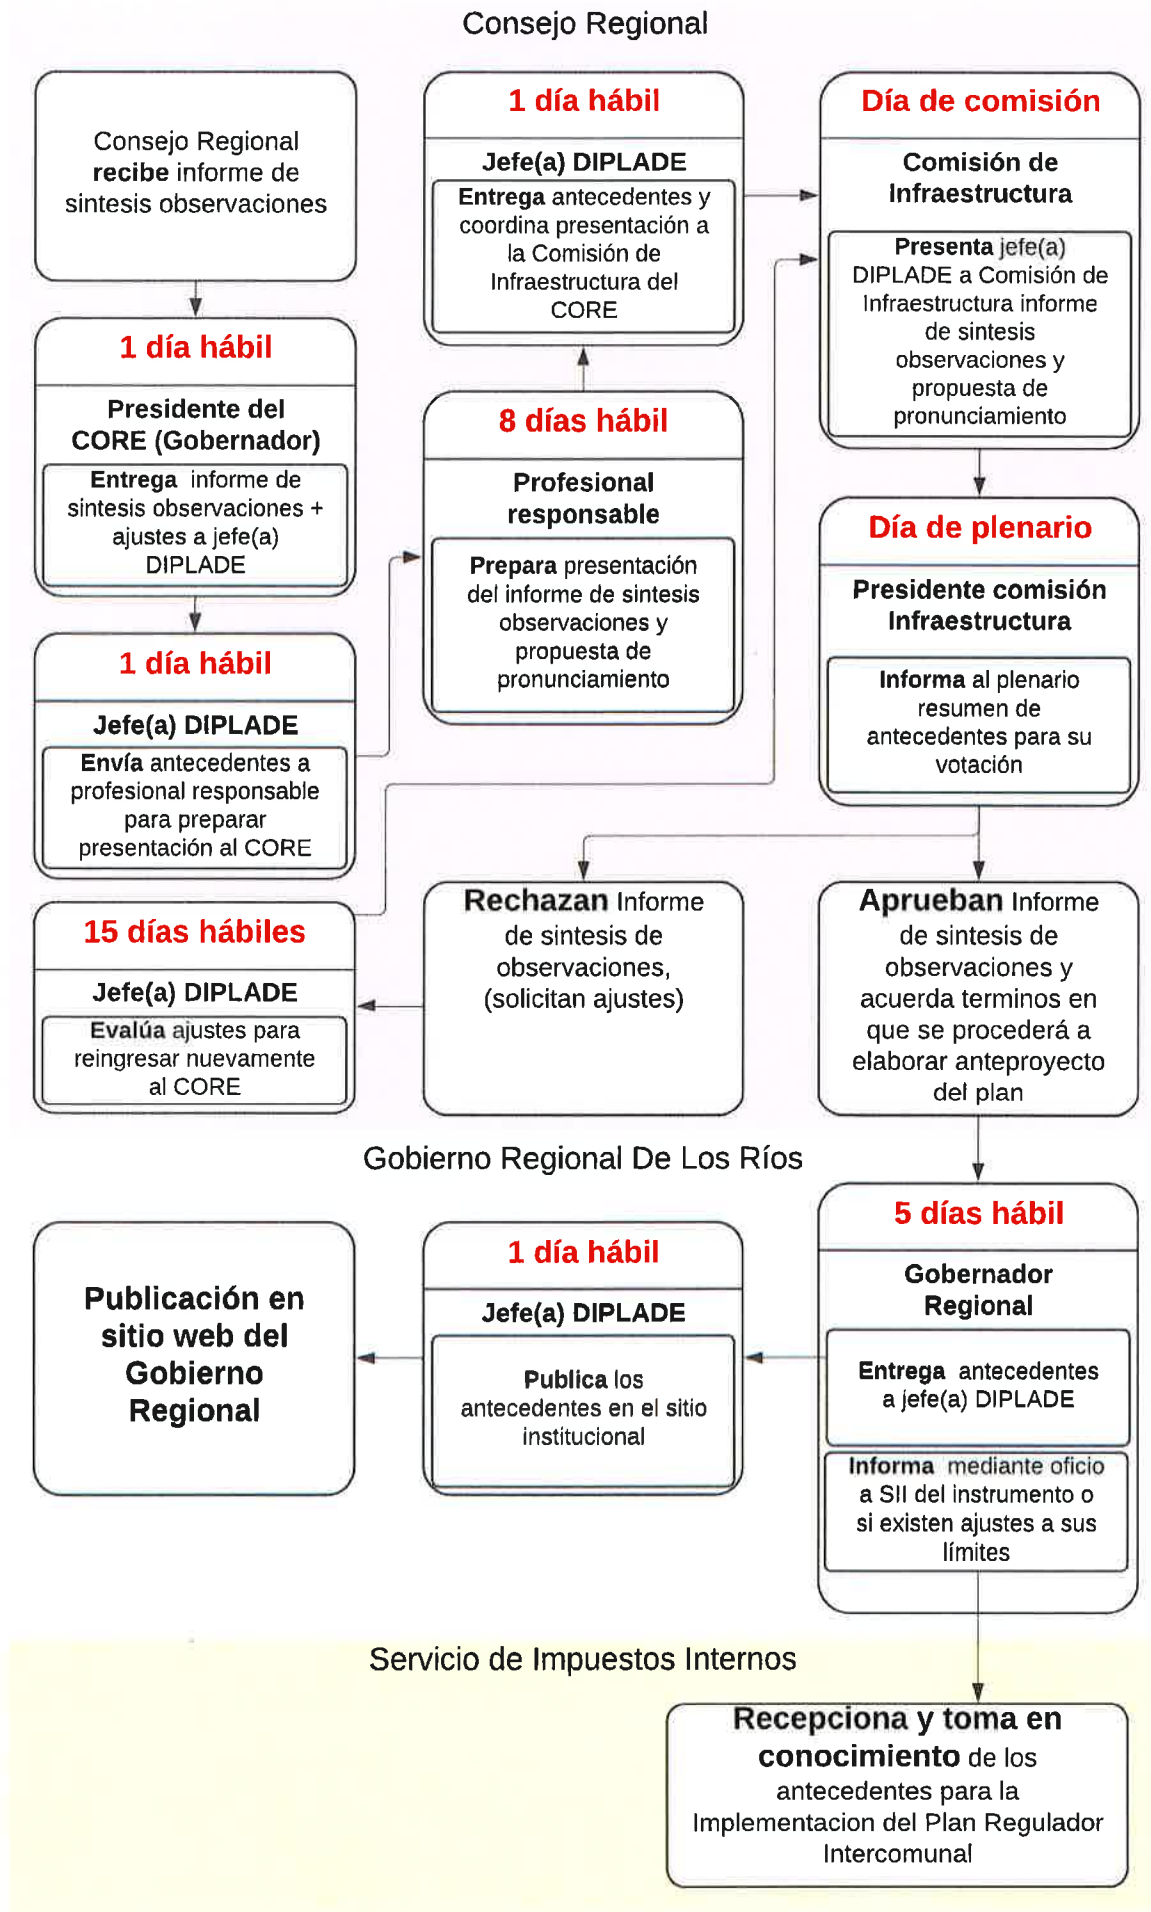 Consejo Regional
Consejo Regional
recibe informe de
sintesis observaciones
1 día hábil
Presidente del
CORE (Gobernador)
Entrega informe de
sintesis observaciones +
ajustes a jefe(a)
DIPLADE
1 día hábil
Jefe(a) DIPLADE
Envía antecedentes a
profesional responsable
para preparar
presentación al CORE
15 días hábiles
Jefe(a) DIPLADE
Evalúa ajustes para
reingresar nuevamente
al CORE
1 día hábil
Jefe(a) DIPLADE
Entrega antecedentes y
coordina presentación a
la Comisión de
Infraestructura del
CORE
8 días hábil
Profesional
responsable
Prepara presentación
del informe de sintesis
observaciones y
propuesta de
pronunciamiento
Rechazan Informe
de sintesis de
observaciones,
(solicitan ajustes)
Día de comisión
Comisión de
Infraestructura
Presenta jefe(a)
DIPLADE a Comisión de
Infraestructura informe
de sintesis
observaciones y
propuesta de
pronunciamiento
Día de plenario
Presidente comisión
Infraestructura
Informa al plenario
resumen de
antecedentes para su
votación
Aprueban Informe
de sintesis de
observaciones y
acuerda terminos en
que se procederá a
elaborar anteproyecto
del plan
Gobierno Regional De Los Ríos
Publicación en
sitio web del
Gobierno
Regional
1 día hábil
Jefe(a) DIPLADE
Publica los
antecedentes en el sitio
institucional
5 días hábil
Gobernador
Regional
Entrega antecedentes
a jefe(a) DIPLADE
Informa mediante oficio
a SII del instrumento o
si existen ajustes a sus
límites
Servicio de Impuestos Internos
Recepciona y toma en
conocimiento de los
antecedentes para la
Implementacion del Plan Regulador
Intercomunal